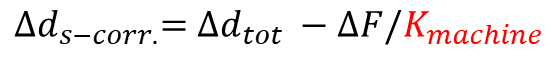 Δd_{s−corr.} = Δd_{tot} − ΔF/K_{machine}